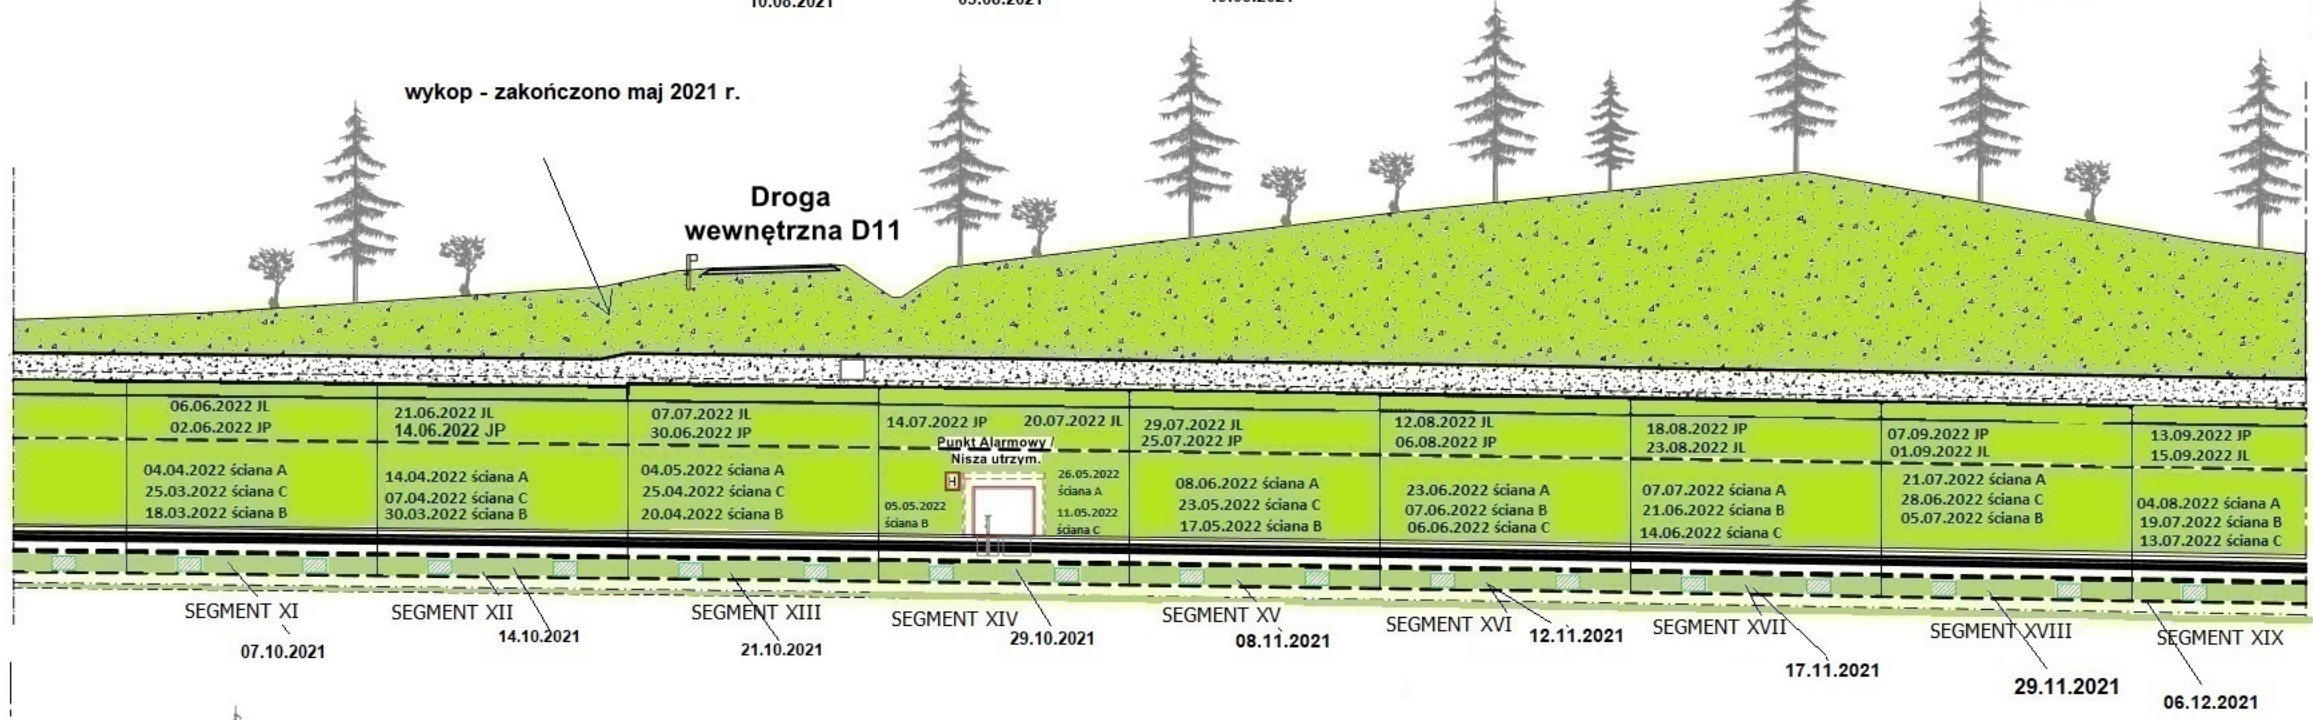 10.08.2021
wykop - zakończono maj 2021 r.
Droga
wewnętrzna D11
06.06.2022 JL
02.06.2022 JP
04.04.2022 ściana A
25.03.2022 ściana C
18.03.2022 ściana B
21.06.2022 JL
14.06.2022 JP
14.04.2022 ściana A
07.04.2022 ściana C
30.03.2022 ściana B
07.07.2022 JL
30.06.2022 JP
04.05.2022 ściana A
25.04.2022 ściana C
20.04.2022 ściana B
14.07.2022 JP
20.07.2022 JL
Punkt Alarmowy /
Nisza utrzym.
H
05.05.2022
ściana B
26.05.2022
ściana A
11.05.2022
ściana C
29.07.2022 JL
25.07.2022 JP
08.06.2022 ściana A
23.05.2022 ściana C
17.05.2022 ściana B
12.08.2022 JL
06.08.2022 JP
23.06.2022 ściana A
07.06.2022 ściana B
06.06.2022 ściana C
18.08.2022 JP
23.08.2022 JL
07.07.2022 ściana A
21.06.2022 ściana B
14.06.2022 ściana C
07.09.2022 JP
01.09.2022 JL
21.07.2022 ściana A
28.06.2022 ściana C
05.07.2022 ściana B
13.09.2022 JP
15.09.2022 JL
04.08.2022 ściana A
19.07.2022 ściana B
13.07.2022 ściana C
SEGMENT XI
07.10.2021
SEGMENT XII
14.10.2021
SEGMENT XIII
21.10.2021
SEGMENT XIV
29.10.2021
SEGMENT XV
08.11.2021
SEGMENT XVI
12.11.2021
SEGMENT XVII
17.11.2021
SEGMENT XVIII
29.11.2021
SEGMENT XIX
06.12.2021